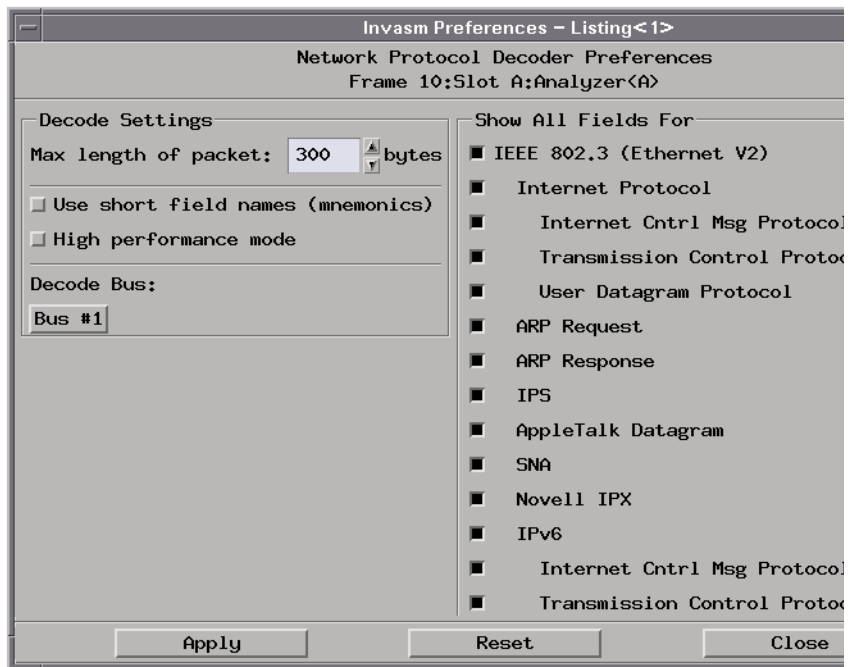 Invasm Preferences – Listing<1>
Network Protocol Decoder Preferences
Frame 10:Slot A:Analyzer<A>
Decode Settings
Max length of packet: 300 bytes
Use short field names (mnemonics)
High performance mode
Decode Bus:
Bus #1
Show All Fields For
IEEE 802.3 (Ethernet V2)
Internet Protocol
Internet Cntrl Msg Protocol
Transmission Control Protoc
User Datagram Protocol
ARP Request
ARP Response
IPS
AppleTalk Datagram
SNA
Novell IPX
IPv6
Internet Cntrl Msg Protocol
Transmission Control Protoc
Apply Reset Close